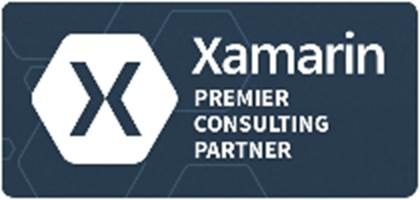 Xamarin
PREMIER
CONSULTING
PARTNER